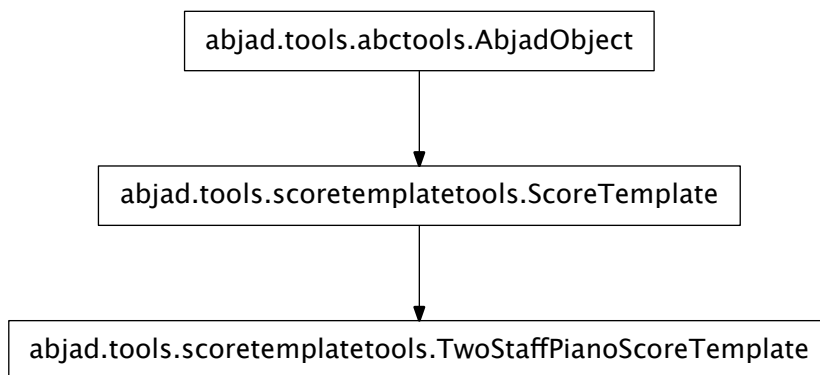 abjad.tools.abctools.AbjadObject
abjad.tools.scoretemplatetools.ScoreTemplate
abjad.tools.scoretemplatetools.TwoStaffPianoScoreTemplate